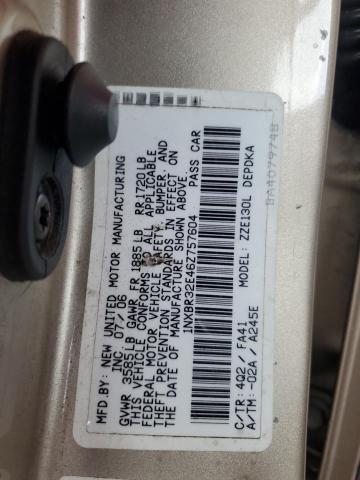 MFD.BY: NEW UNITED MOTOR MANUFACTURING
INC 07/06
GVWR 3585LB GAWR FR 1885LB RR 1720LB
THIS VEHICLE CONFORMS TO ALL APPLICABLE
FEDERAL MOTOR VEHICLE SAFETY, BUMPER, AND
THEFT PREVENTION STANDARDS IN EFFECT ON
THE DATE OF MANUFACTURE SHOWN ABOVE.
1NXBR32E46Z757604 PASS CAR
MODEL: ZZE130L DEPDKA
C/TR: 4Q2 / FA41
A/TM: -02A / A245E
BA4079748